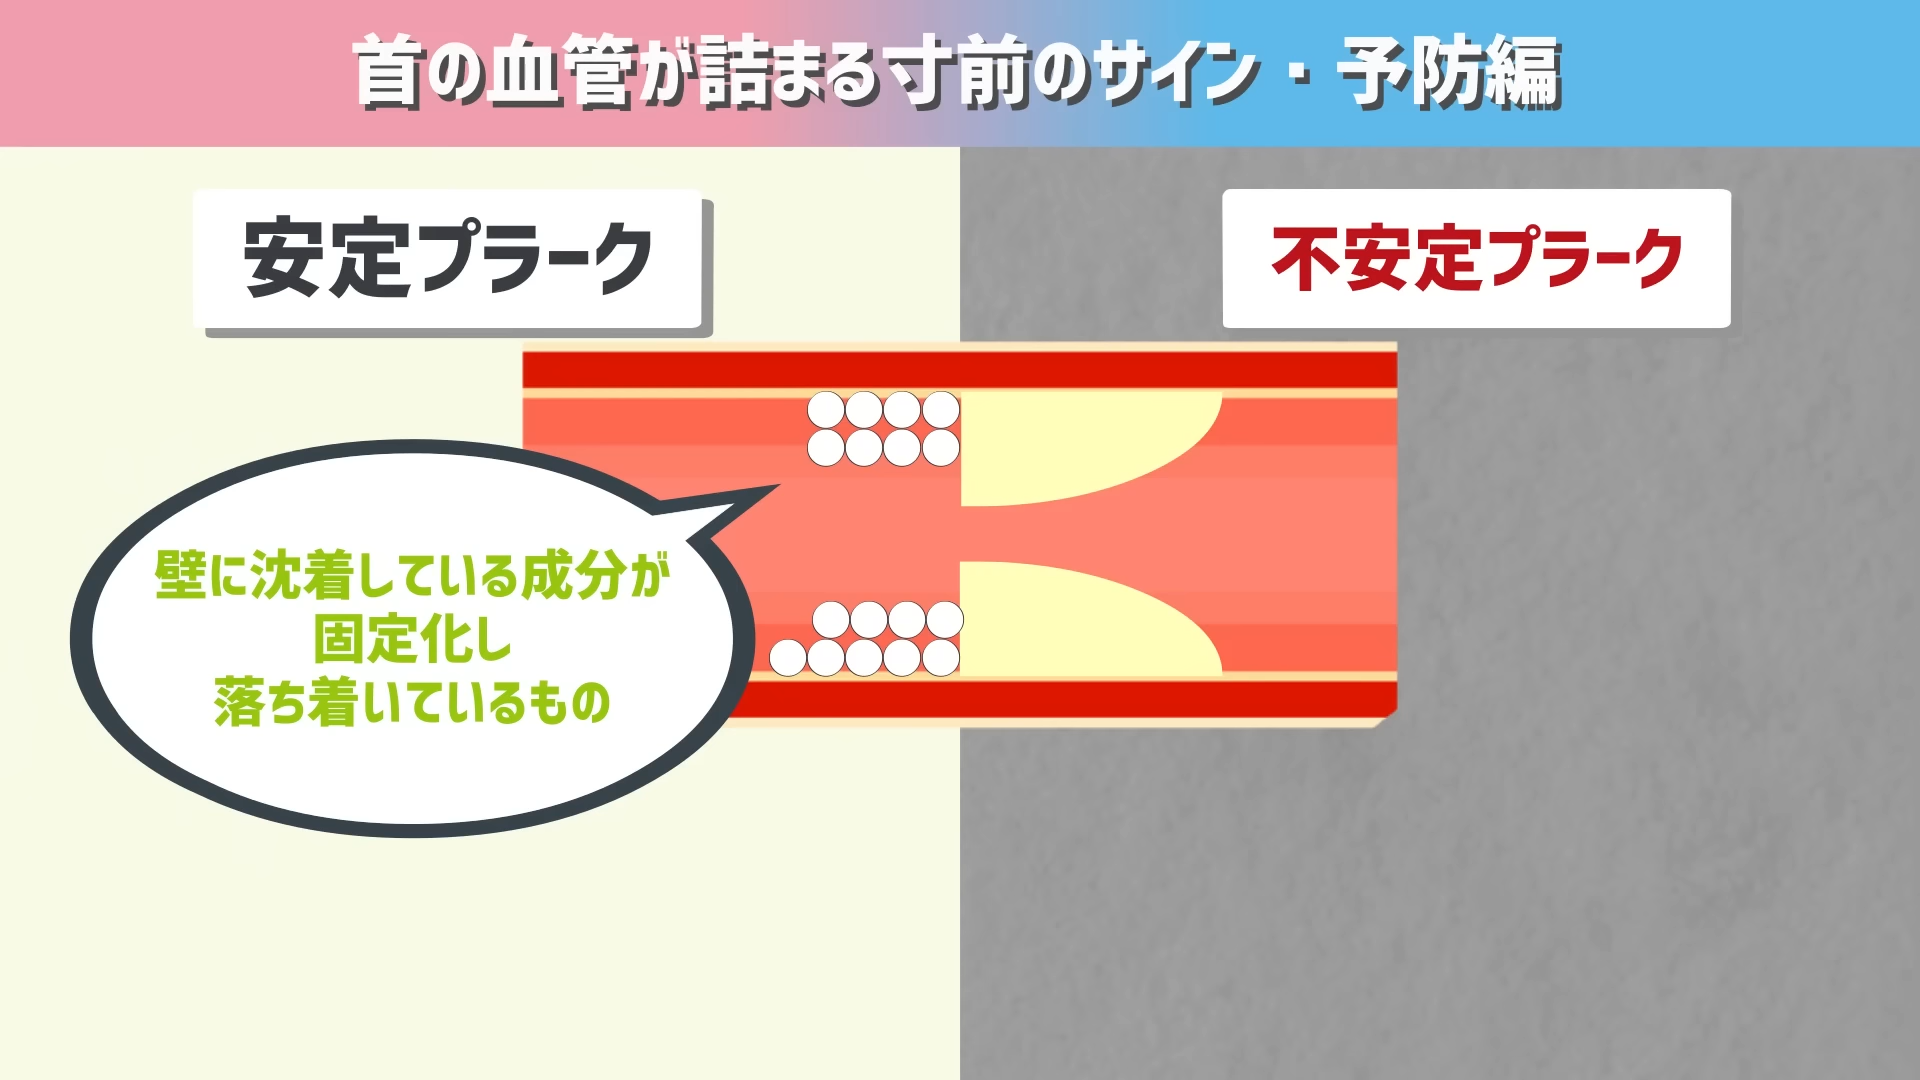 首の血管が詰まる寸前のサイン・予防編
安定プラーク
不安定プラーク
壁に沈着している成分が
固定化し
落ち着いているもの